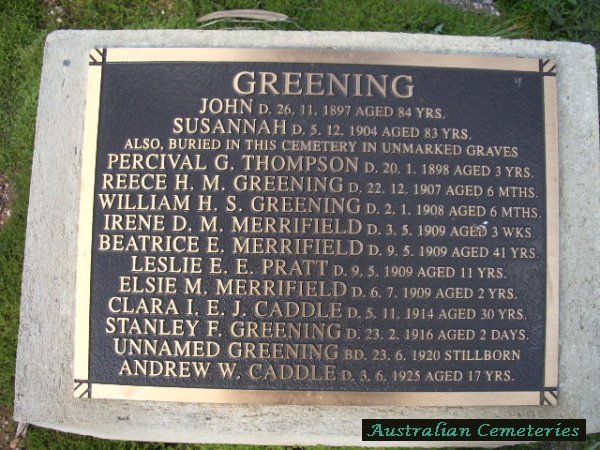 GREENING
JOHN D. 26. 11. 1897 AGED 84 YRS.
SUSANNAH D. 5. 12. 1904 AGED 83 YRS.
ALSO, BURIED IN THIS CEMETERY IN UNMARKED GRAVES
PERCIVAL G. THOMPSON D. 20. 1. 1898 AGED 3 YRS.
REECE H. M. GREENING D. 22. 12. 1907 AGED 6 MTHS.
WILLIAM H. S. GREENING D. 2. 1. 1908 AGED 6 MTHS.
IRENE D. M. MERRIFIELD D. 3. 5. 1909 AGED 3 WKS.
BEATRICE E. MERRIFIELD D. 9. 5. 1909 AGED 41 YRS.
LESLIE E. E. PRATT D. 9. 5. 1909 AGED 11 YRS.
ELSIE M. MERRIFIELD D. 6. 7. 1909 AGED 2 YRS.
CLARA I. E. J. CADDLE D. 5. 11. 1914 AGED 30 YRS.
STANLEY F. GREENING D. 23. 2. 1916 AGED 2 DAYS.
UNNAMED GREENING BD. 23. 6. 1920 STILLBORN
ANDREW W. CADDLE D. 3. 6. 1925 AGED 17 YRS.
Australian Cemeteries